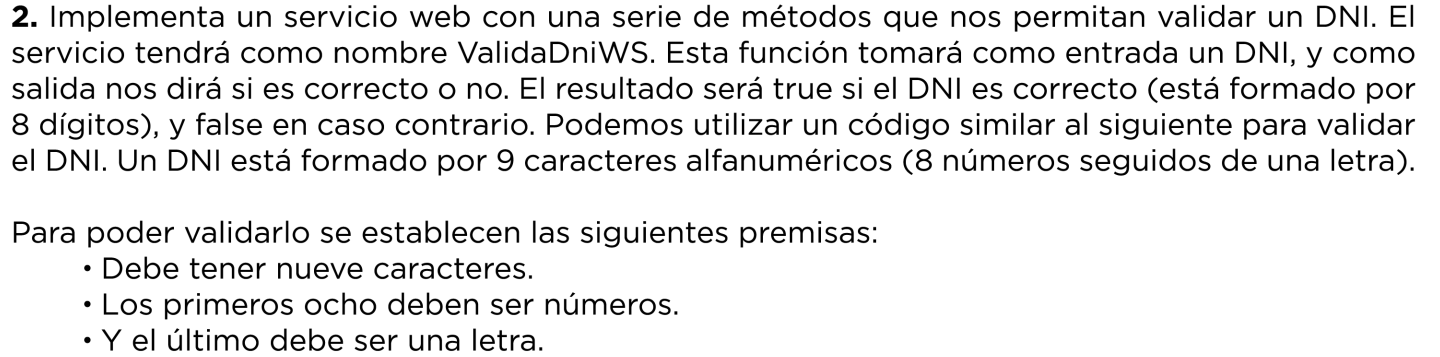 2. Implementa un servicio web con una serie de métodos que nos permitan validar un DNI. El
servicio tendrá como nombre ValidaDniWS. Esta función tomará como entrada un DNI, y como
salida nos dirá si es correcto o no. El resultado será true si el DNI es correcto (está formado por
8 dígitos), y false en caso contrario. Podemos utilizar un código similar al siguiente para validar
el DNI. Un DNI está formado por 9 caracteres alfanuméricos (8 números seguidos de una letra).
Para poder validarlo se establecen las siguientes premisas:
• Debe tener nueve caracteres.
• Los primeros ocho deben ser números.
• Y el último debe ser una letra.